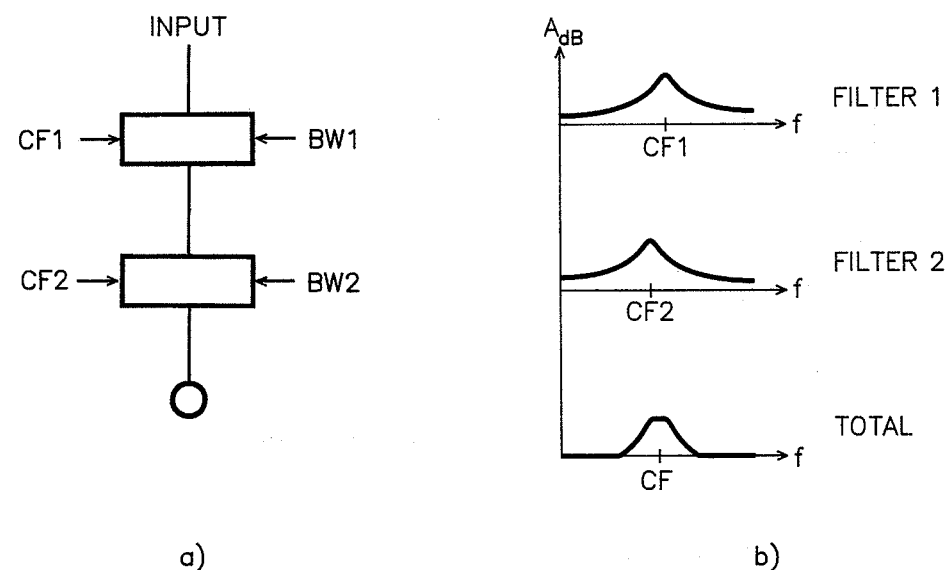 INPUT
CF1
BW1
CF2
BW2
a)
AdB
FILTER 1
f
CF1
FILTER 2
f
CF2
TOTAL
f
CF
b)